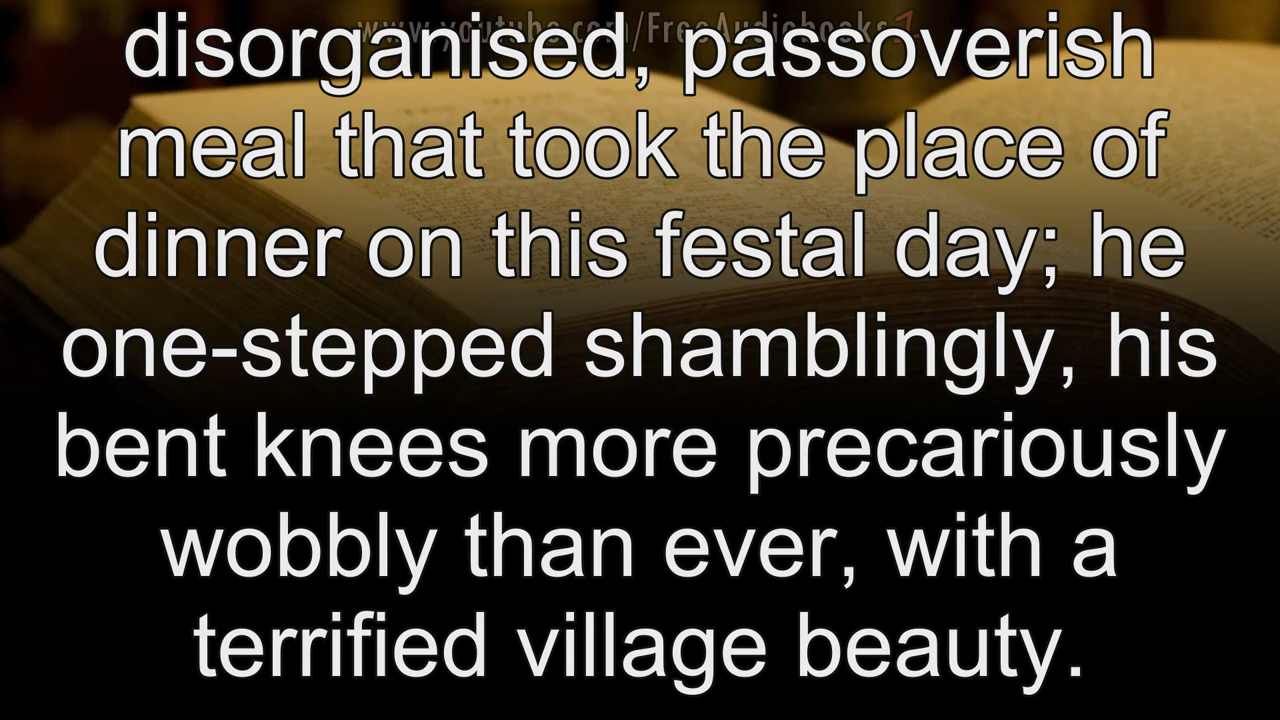 www.youtube.com/FreeAudiobooks1
disorganised, passoverish
meal that took the place of
dinner on this festal day; he
one-stepped shamblingly, his
bent knees more precariously
wobbly than ever, with a
terrified village beauty.